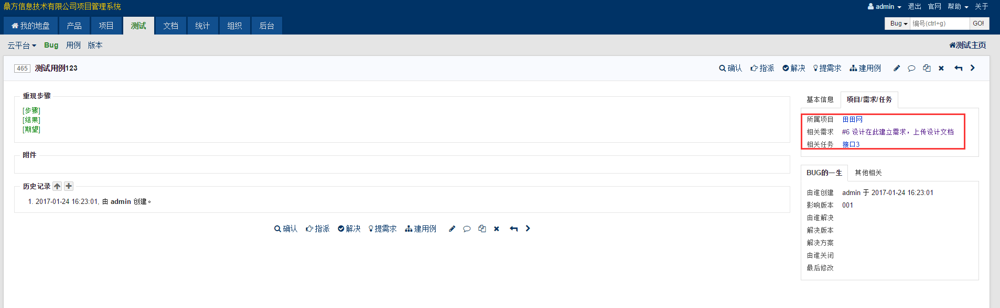 鼎方信息技术有限公司项目管理系统
admin 退出 官网 帮助 关于
我的地盘 产品 项目 测试 文档 统计 组织 后台
Bug 编号(ctrl+g) GO!
云平台 Bug 用例 版本
测试主页
465 测试用例123
确认 指派 解决 提需求 建用例
重现步骤
[步骤]
[结果]
[期望]
附件
历史记录
1. 2017-01-24 16:23:01, 由 admin 创建。
确认 指派 解决 提需求 建用例
基本信息 项目/需求/任务
所属项目 田田网
相关需求 #6 设计在此建立需求，上传设计文档
相关任务 接口3
BUG的一生 其他相关
由谁创建 admin 于 2017-01-24 16:23:01
影响版本 001
由谁解决
解决版本
解决方案
由谁关闭
最后修改